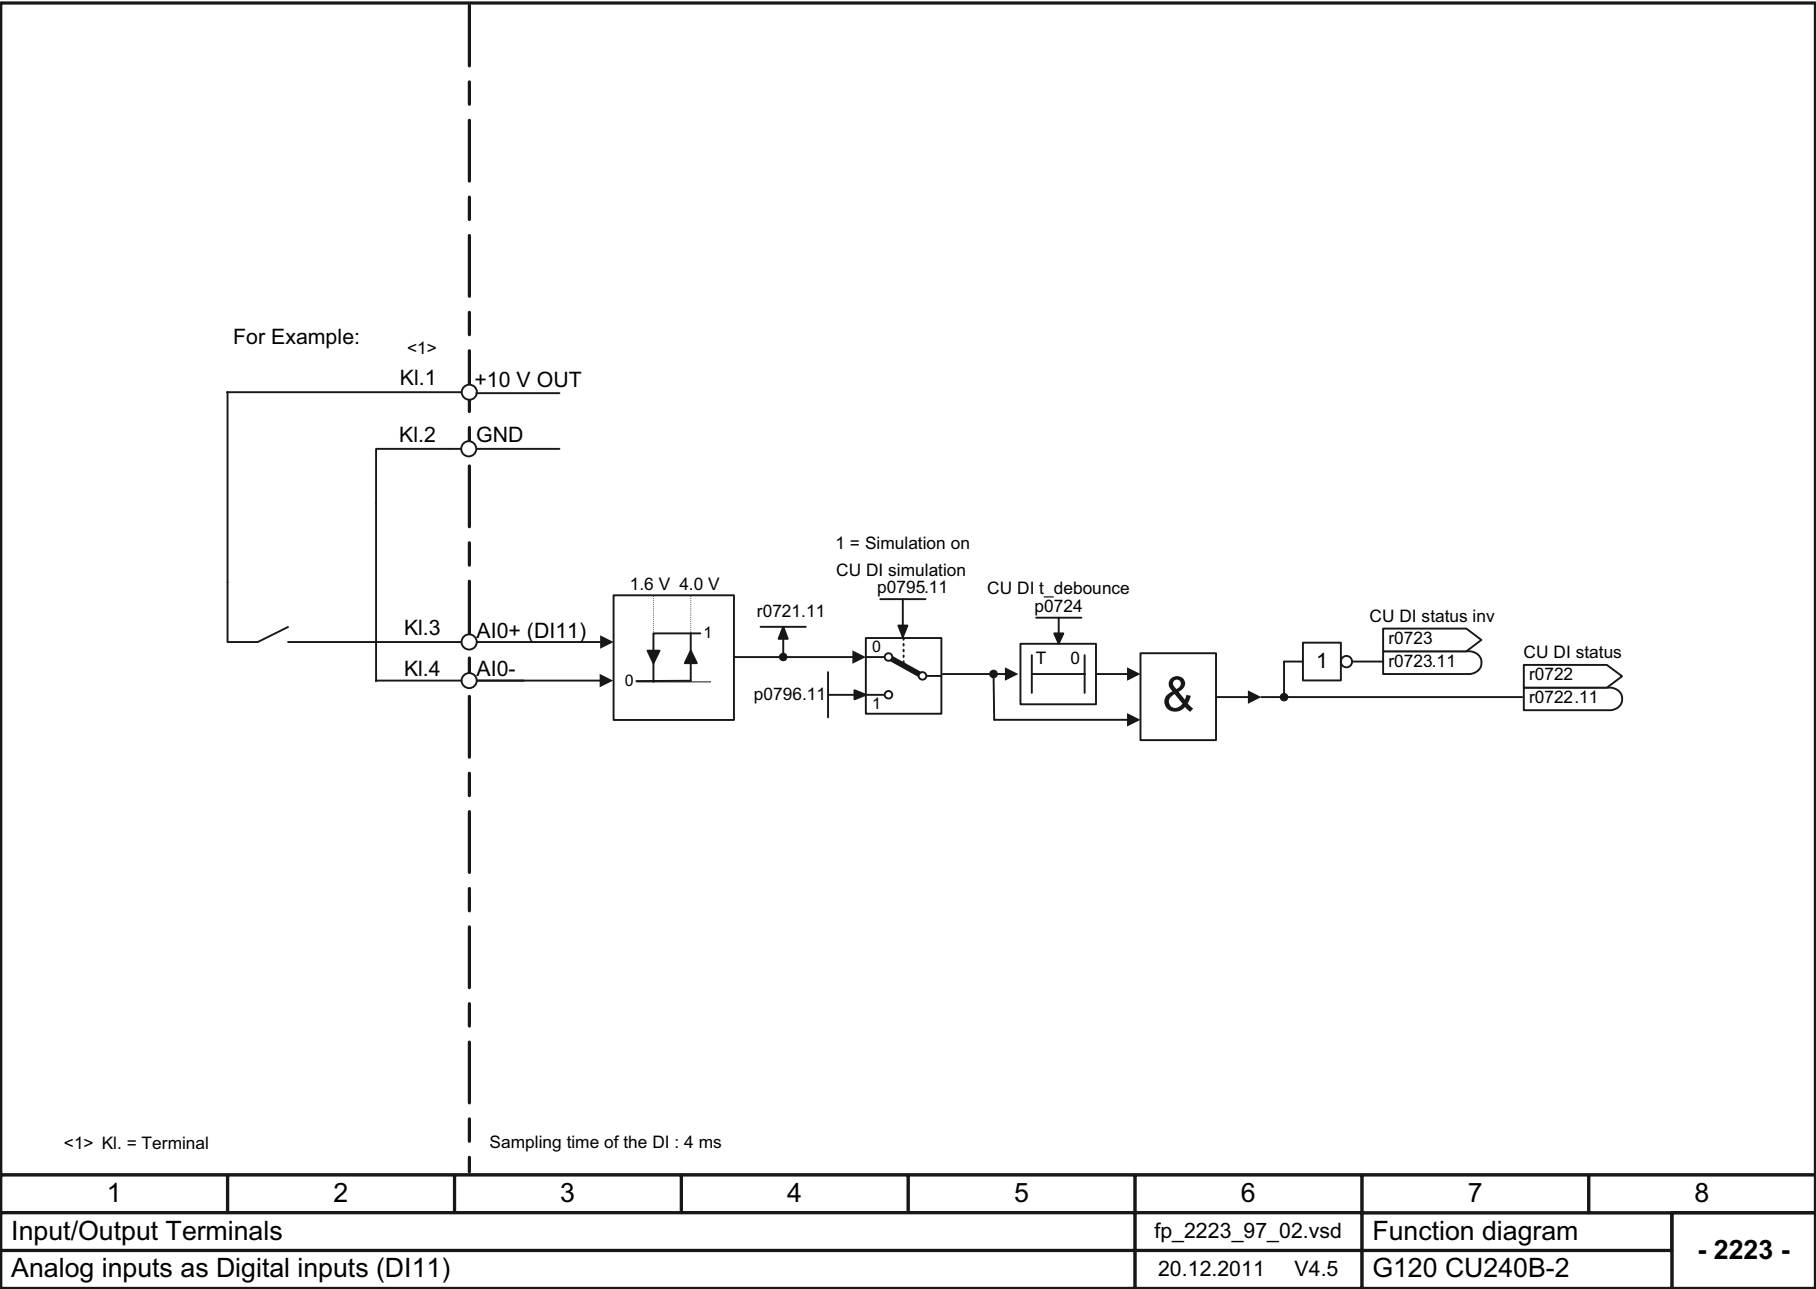 For Example:
<1>
Kl.1
+10 V OUT
Kl.2
GND
1 = Simulation on
CU DI simulation
p0795.11
1.6 V 4.0 V
CU DI t_debounce
p0724
r0721.11
CU DI status inv
r0723
r0723.11
Kl.3
AI0+ (DI11)
1
0
T 0
1
CU DI status
r0722
r0722.11
Kl.4
AI0-
0
p0796.11
1
&
<1> Kl. = Terminal
Sampling time of the DI : 4 ms
1 2 3 4 5 6 7 8
Input/Output Terminals
fp_2223_97_02.vsd
Function diagram
- 2223 -
Analog inputs as Digital inputs (DI11)
20.12.2011 V4.5
G120 CU240B-2